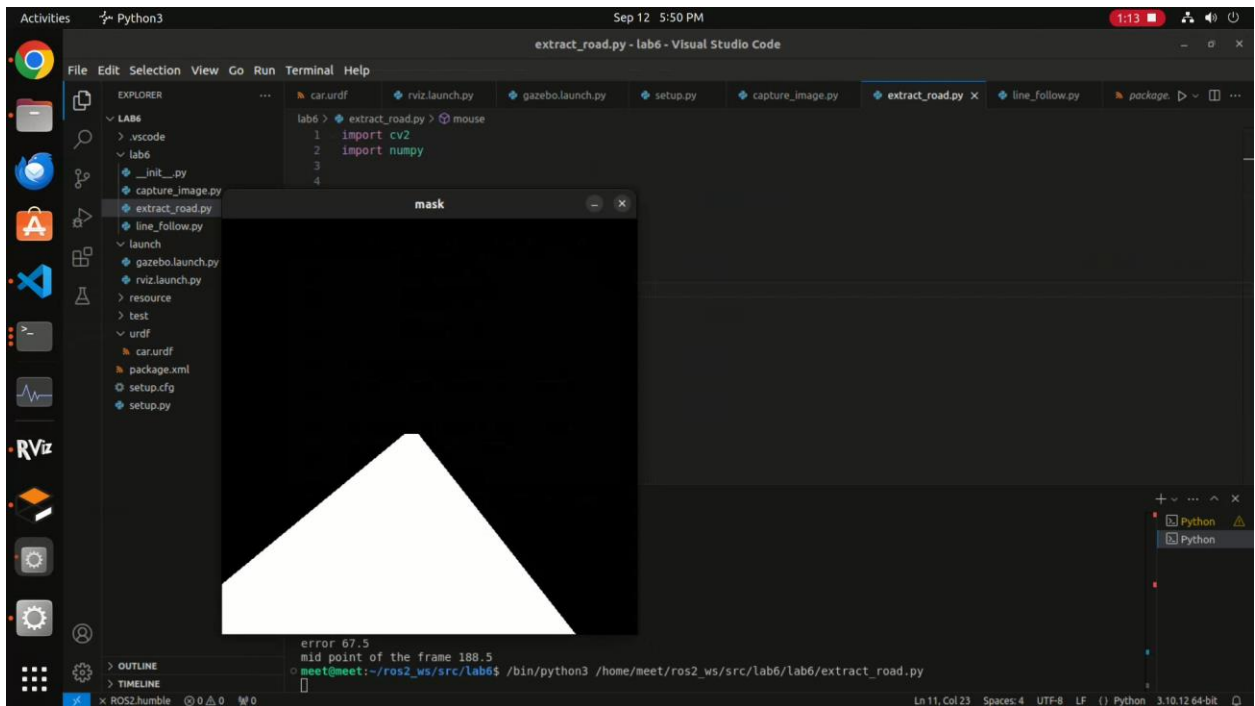 Activities Python3 Sep 12 5:50 PM 1:13
extract_road.py - lab6 - Visual Studio Code
File Edit Selection View Go Run Terminal Help
EXPLORER ... car.urdf rviz.launch.py gazebo.launch.py setup.py capture_image.py extract_road.py line_follow.py package. ...
LAB6
.vscode
lab6
__init__.py
capture_image.py
extract_road.py
line_follow.py
launch
gazebo.launch.py
rviz.launch.py
resource
test
urdf
car.urdf
package.xml
setup.cfg
setup.py
OUTLINE
TIMELINE
RViz
lab6 > extract_road.py > mouse
1 import cv2
2 import numpy
3
4
mask
Python
Python
error 67.5
mid point of the frame 188.5
meet@meet:~/ros2_ws/src/lab6$ /bin/python3 /home/meet/ros2_ws/src/lab6/lab6/extract_road.py
ROS2.humble 0 0 0 Ln 11, Col 23 Spaces: 4 UTF-8 LF Python 3.10.12 64-bit